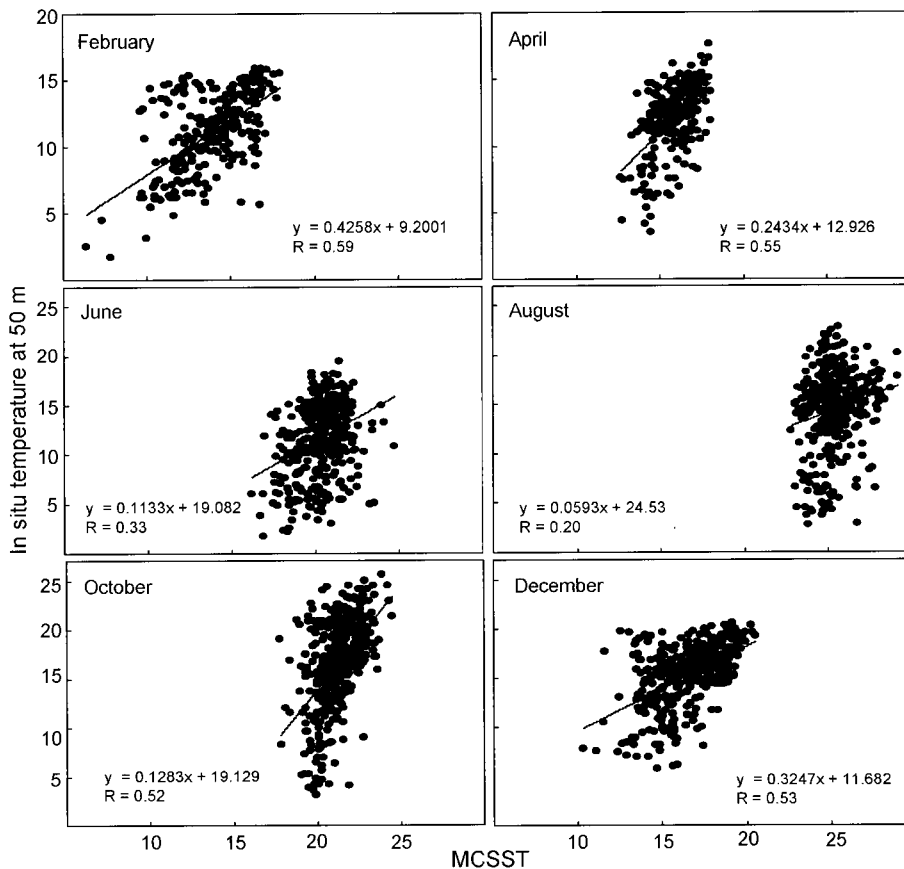 20
15
10
5
February
y = 0.4258x + 9.2001
R = 0.59
April
y = 0.2434x + 12.926
R = 0.55
In situ temperature at 50 m
25
20
15
10
5
June
y = 0.1133x + 19.082
R = 0.33
August
y = 0.0593x + 24.53
R = 0.20
25
20
15
10
5
October
y = 0.1283x + 19.129
R = 0.52
December
y = 0.3247x + 11.682
R = 0.53
10 15 20 25 10 15 20 25
MCSST